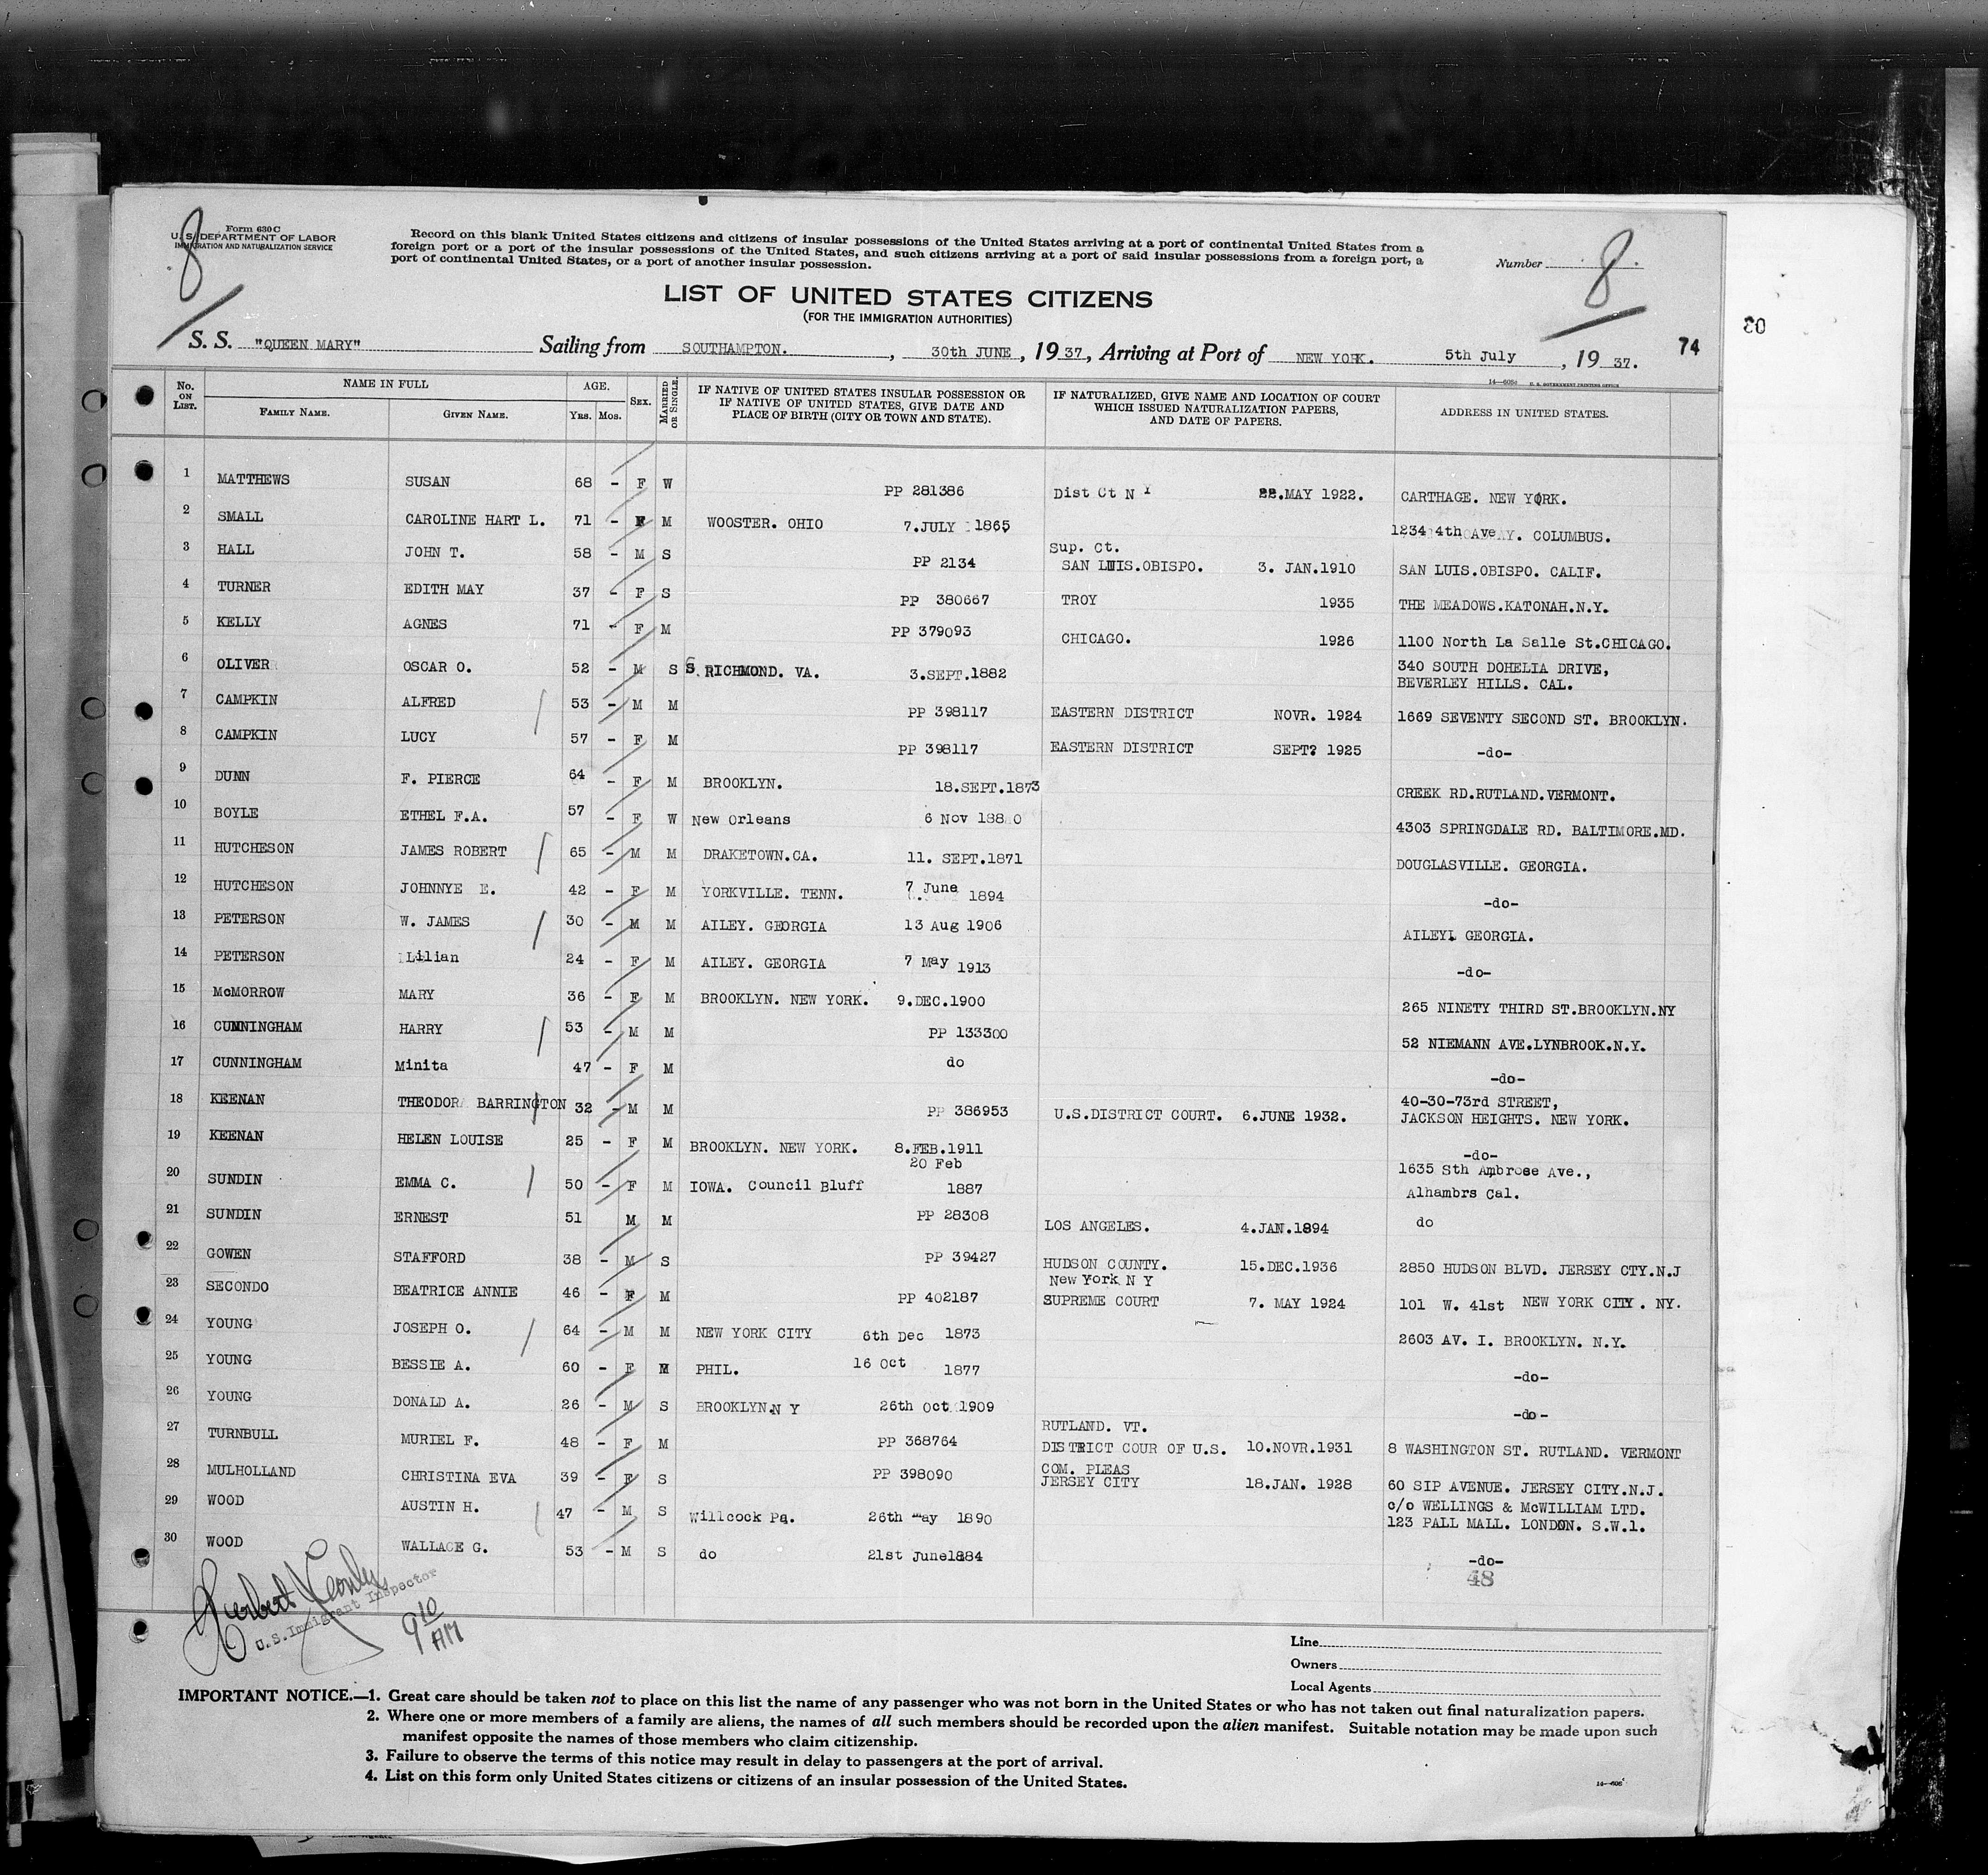 8
Form 630 C
U. S. DEPARTMENT OF LABOR
IMMIGRATION AND NATURALIZATION SERVICE
Record on this blank United States citizens and citizens of insular possessions of the United States arriving at a port of continental United States from a
foreign port or a port of the insular possessions of the United States, and such citizens arriving at a port of said insular possessions from a foreign port, a
port of continental United States, or a port of another insular possession.
Number 8
LIST OF UNITED STATES CITIZENS
(FOR THE IMMIGRATION AUTHORITIES)
S. S. "QUEEN MARY" Sailing from SOUTHAMPTON. , 30th JUNE , 19 37, Arriving at Port of NEW YORK. 5th July , 19 37. 74
14—606
U. S. GOVERNMENT PRINTING OFFICE
No. ON LIST. NAME IN FULL FAMILY NAME. GIVEN NAME. AGE. YRS. MOS. SEX. MARRIED OR SINGLE. IF NATIVE OF UNITED STATES INSULAR POSSESSION OR IF NATIVE OF UNITED STATES, GIVE DATE AND PLACE OF BIRTH (CITY OR TOWN AND STATE). IF NATURALIZED, GIVE NAME AND LOCATION OF COURT WHICH ISSUED NATURALIZATION PAPERS, AND DATE OF PAPERS. ADDRESS IN UNITED STATES.
1 MATTHEWS SUSAN 68 - F W PP 281386 Dist Ct N Y 22.MAY 1922. CARTHAGE. NEW YORK.
2 SMALL CAROLINE HART L. 71 - F M WOOSTER. OHIO 7.JULY 1865 1234 4th Ave Y. COLUMBUS.
3 HALL JOHN T. 58 - M S PP 2134 Sup. Ct. SAN LUIS.OBISPO. 3. JAN.1910 SAN LUIS.OBISPO. CALIF.
4 TURNER EDITH MAY 37 - F S PP 380667 TROY 1935 THE MEADOWS.KATONAH.N.Y.
5 KELLY AGNES 71 - F M PP 379093 CHICAGO. 1926 1100 North La Salle St.CHICAGO.
6 OLIVER OSCAR O. 52 - M S S RICHMOND. VA. 3.SEPT.1882 340 SOUTH DOHELIA DRIVE, BEVERLEY HILLS. CAL.
7 CAMPKIN ALFRED 53 - M M PP 398117 EASTERN DISTRICT NOVR. 1924 1669 SEVENTY SECOND ST. BROOKLYN.
8 CAMPKIN LUCY 57 - F M PP 398117 EASTERN DISTRICT SEPT? 1925 -do-
9 DUNN F. PIERCE 64 - F M BROOKLYN. 18.SEPT.1873 CREEK RD.RUTLAND.VERMONT.
10 BOYLE ETHEL F.A. 57 - F W New Orleans 6 Nov 1880 4303 SPRINGDALE RD. BALTIMORE.MD.
11 HUTCHESON JAMES ROBERT 65 - M M DRAKETOWN.CA. 11. SEPT.1871 DOUGLASVILLE. GEORGIA.
12 HUTCHESON JOHNNYE E. 42 - F M YORKVILLE. TENN. 7 June 1894 -do-
13 PETERSON W. JAMES 30 - M M AILEY. GEORGIA 13 Aug 1906 AILEY. GEORGIA.
14 PETERSON Lilian 24 - F M AILEY. GEORGIA 7 May 1913 -do-
15 McMORROW MARY 36 - F M BROOKLYN. NEW YORK. 9.DEC.1900 265 NINETY THIRD ST.BROOKLYN.NY
16 CUNNINGHAM HARRY 53 - M M PP 133300 52 NIEMANN AVE.LYNBROOK.N.Y.
17 CUNNINGHAM Minita 47 - F M do -do-
18 KEENAN THEODOR BARRINGTON 32 - M M PP 386953 U.S.DISTRICT COURT. 6.JUNE 1932. 40-30-73rd STREET, JACKSON HEIGHTS. NEW YORK.
19 KEENAN HELEN LOUISE 25 - F M BROOKLYN. NEW YORK. 8.FEB.1911 -do-
20 SUNDIN EMMA C. 50 - F M IOWA. Council Bluff 20 Feb 1887 1635 Sth Ambrose Ave., Alhambrs Cal.
21 SUNDIN ERNEST 51 M M PP 28308 LOS ANGELES. 4.JAN.1894 do
22 GOWEN STAFFORD 38 - M S PP 39427 HUDSON COUNTY. 15.DEC.1936 2850 HUDSON BLVD. JERSEY CTY.N.J
23 SECONDO BEATRICE ANNIE 46 - F M PP 402187 New York N Y SUPREME COURT 7. MAY 1924 101 W. 41st NEW YORK CITY. NY.
24 YOUNG JOSEPH O. 64 - M M NEW YORK CITY 6th Dec 1873 2603 AV. I. BROOKLYN. N.Y.
25 YOUNG BESSIE A. 60 - F M PHIL. 16 Oct 1877 -do-
26 YOUNG DONALD A. 26 - M S BROOKLYN.N Y 26th Oct 1909 -do-
27 TURNBULL MURIEL F. 48 - F M PP 368764 RUTLAND. VT. DISTRICT COUR OF U.S. 10.NOVR.1931 8 WASHINGTON ST. RUTLAND. VERMONT
28 MULHOLLAND CHRISTINA EVA 39 - F S PP 398090 COM. PLEAS JERSEY CITY 18.JAN. 1928 60 SIP AVENUE. JERSEY CITY.N.J.
29 WOOD AUSTIN H. 47 - M S Willcock Pa. 26th May 1890 c/o WELLINGS & McWILLIAM LTD. 123 PALL MALL. LONDON. S.W.1.
30 WOOD WALLACE G. 53 - M S do 21st June1884 -do-
48
Herbert
U.S. Immigrant Inspector
9 10 AM
Line
Owners
Local Agents
IMPORTANT NOTICE.—1. Great care should be taken not to place on this list the name of any passenger who was not born in the United States or who has not taken out final naturalization papers.
2. Where one or more members of a family are aliens, the names of all such members should be recorded upon the alien manifest. Suitable notation may be made upon such
manifest opposite the names of those members who claim citizenship.
3. Failure to observe the terms of this notice may result in delay to passengers at the port of arrival.
4. List on this form only United States citizens or citizens of an insular possession of the United States.
14—606